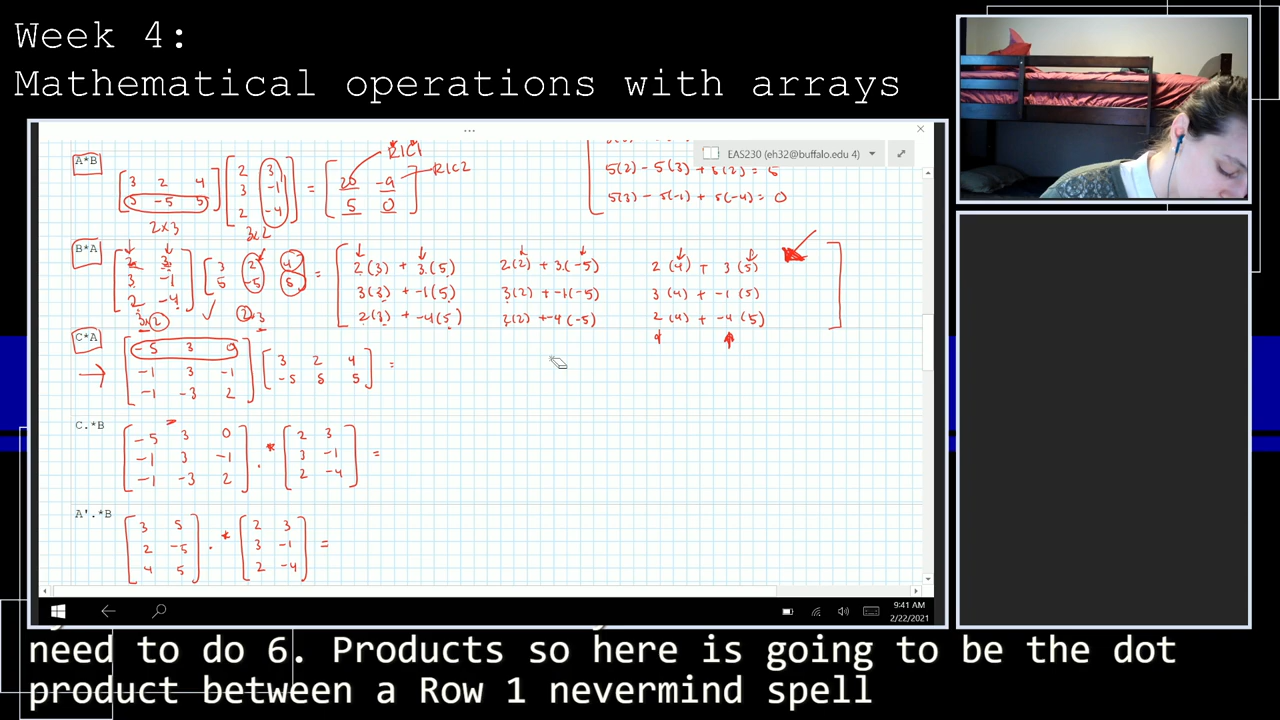 Week 4:
Mathematical operations with arrays
EAS230 (eh32@buffalo.edu 4)
A*B
3 2 4
5 -5 5
2x3
2 3
3 -1
2 -4
3x2
=
20 -9
5 0
R1C1
R1C2
5(2) - 5(3) + 5(2) = 5
5(3) - 5(-1) + 5(-4) = 0
B*A
2 3
3 -1
2 -4
3x2
3 2 4
5 -5 5
2x3
=
2(3) + 3(5) 2(2) + 3(-5) 2(4) + 3(5)
3(3) + -1(5) 3(2) + -1(-5) 3(4) + -1(5)
2(3) + -4(5) 2(2) + -4(-5) 2(4) + -4(5)
C*A
-5 3 0
-1 3 -1
-1 -3 2
3 2 4
-5 5 5
=
C.*B
-5 3 0
-1 3 -1
-1 -3 2
.*
2 3
3 -1
2 -4
=
A'.*B
3 5
2 -5
4 5
.*
2 3
3 -1
2 -4
=
9:41 AM
2/22/2021
need to do 6. Products so here is going to be the dot
product between a Row 1 nevermind spell